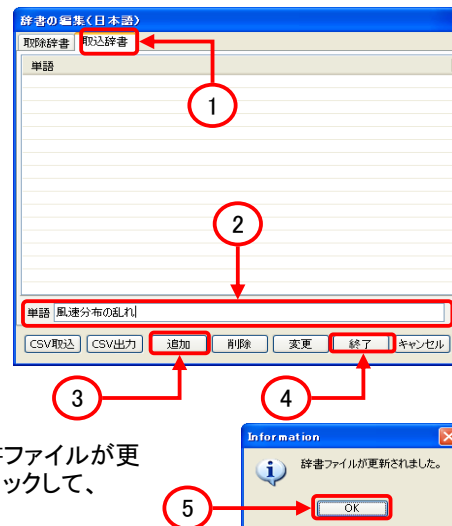 辞書の編集(日本語)
取除辞書 取込辞書
単語
1
2
単語 風速分布の乱れ
CSV取込 CSV出力 追加 削除 変更 終了 キャンセル
3 4
ファイルが更
ックして、
Information
辞書ファイルが更新されました。
5
OK